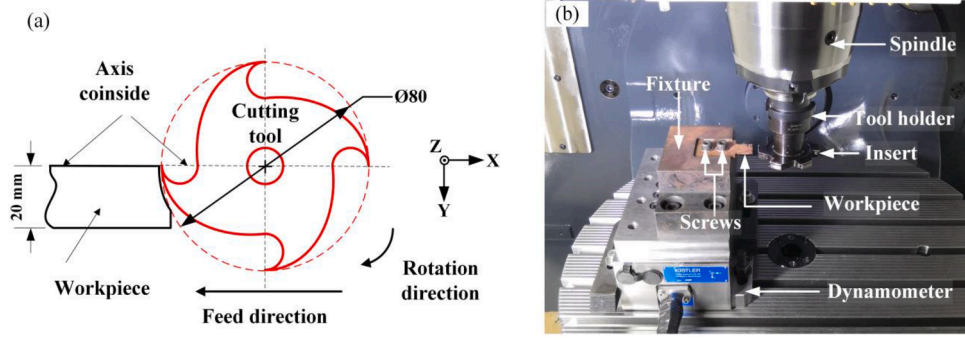 (a)
Axis
coinside
Ø80
Cutting
tool
Z
X
Y
20 mm
Workpiece
Rotation
direction
Feed direction
(b)
Spindle
Fixture
Tool holder
Insert
Workpiece
Screws
KISTLER
Dynamometer